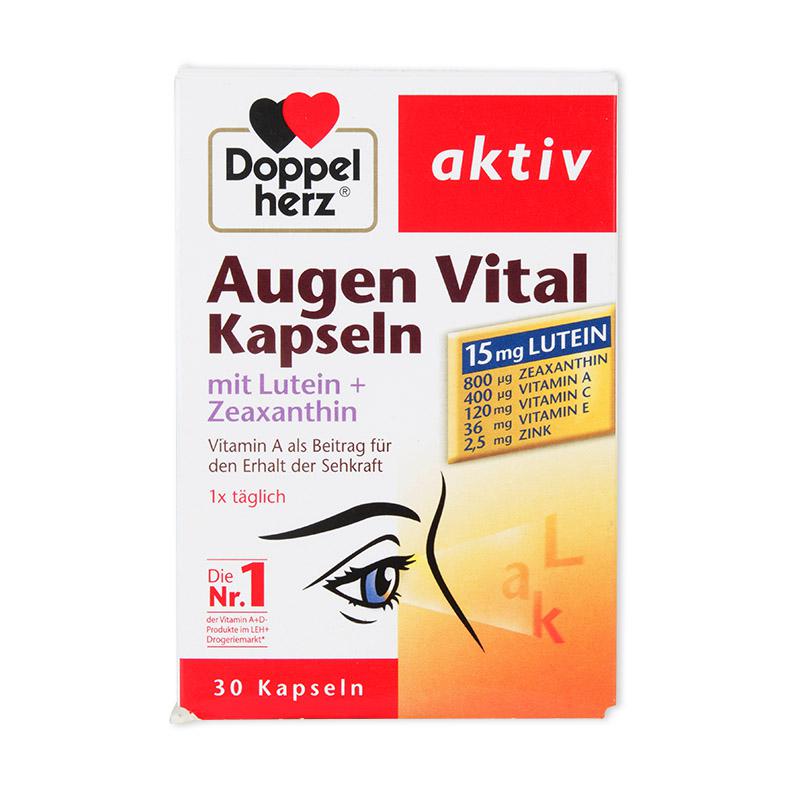 Doppel
herz®
aktiv
Augen Vital
Kapseln
mit Lutein +
Zeaxanthin
Vitamin A als Beitrag für
den Erhalt der Sehkraft
1x täglich
15 mg LUTEIN
800 µg ZEAXANTHIN
400 µg VITAMIN A
120 mg VITAMIN C
36 mg VITAMIN E
2,5 mg ZINK
L
a
k
Die
Nr.1
der Vitamin A+D-
Produkte im LEH+
Drogeriemarkt*
30 Kapseln